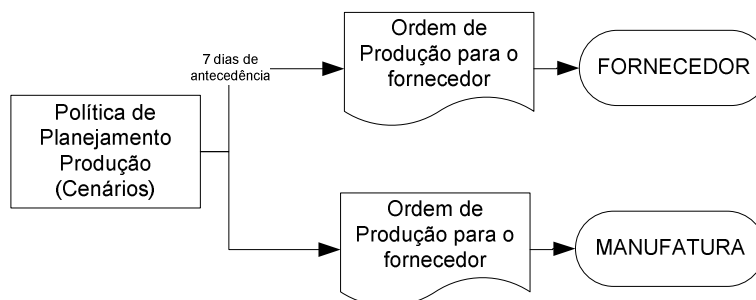 7 dias de
antecedência
Ordem de
Produção para o
fornecedor
FORNECEDOR
Política de
Planejamento
Produção
(Cenários)
Ordem de
Produção para o
fornecedor
MANUFATURA